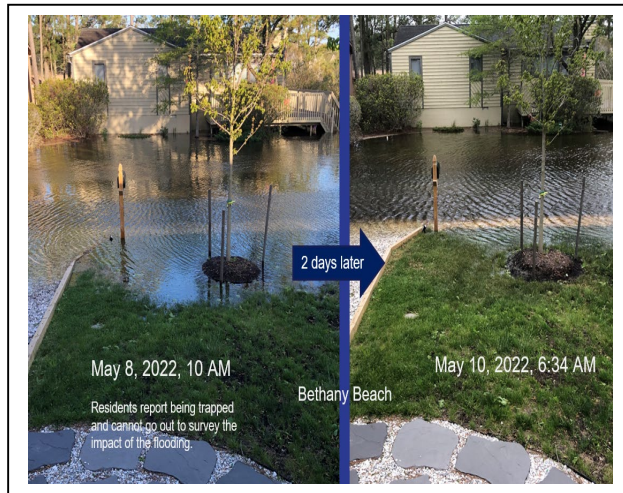 May 8, 2022, 10 AM
Residents report being trapped
and cannot go out to survey the
impact of the flooding.
2 days later
Bethany Beach
May 10, 2022, 6:34 AM